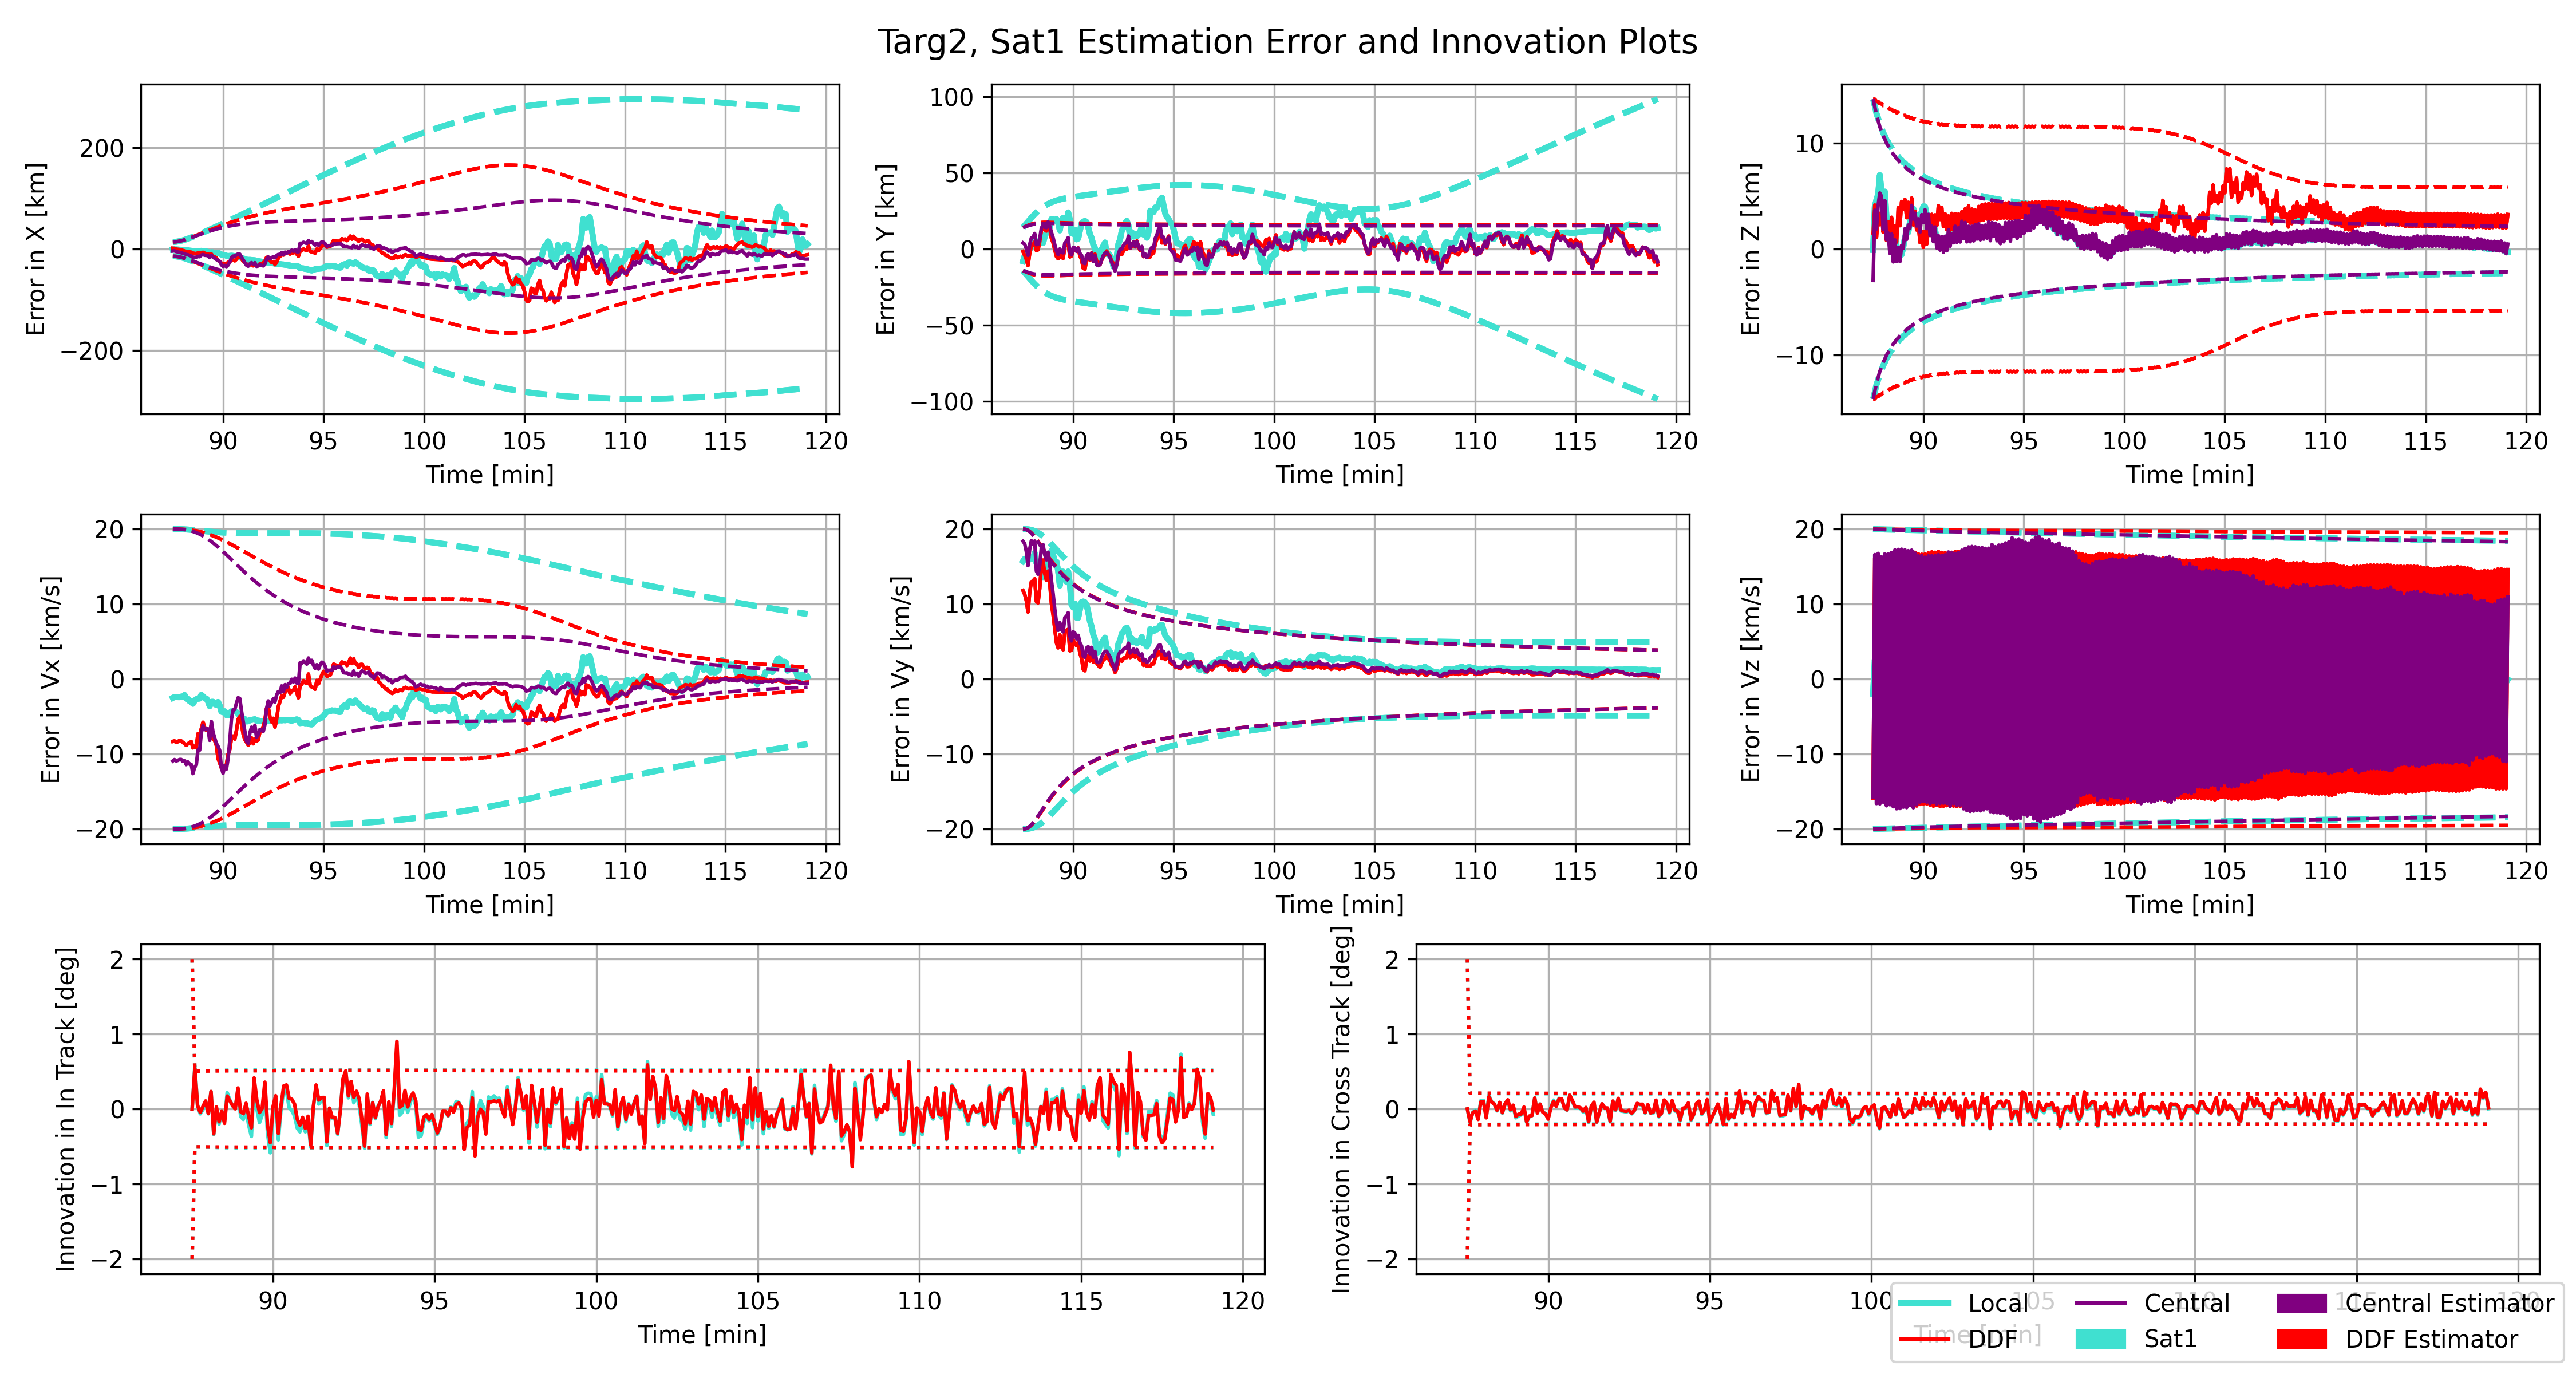 Targ2, Sat1 Estimation Error and Innovation Plots
Error in X [km]
200
0
−200
90 95 100 105 110 115 120
Time [min]
Error in Y [km]
100
50
0
−50
−100
90 95 100 105 110 115 120
Time [min]
Error in Z [km]
10
0
−10
90 95 100 105 110 115 120
Time [min]
Error in Vx [km/s]
20
10
0
−10
−20
90 95 100 105 110 115 120
Time [min]
Error in Vy [km/s]
20
10
0
−10
−20
90 95 100 105 110 115 120
Time [min]
Error in Vz [km/s]
20
10
0
−10
−20
90 95 100 105 110 115 120
Time [min]
Innovation in In Track [deg]
2
1
0
−1
−2
90 95 100 105 110 115 120
Time [min]
Innovation in Cross Track [deg]
2
1
0
−1
−2
90 95 100 105 110 115 120
Time [min]
Local Central Central Estimator
DDF Sat1 DDF Estimator